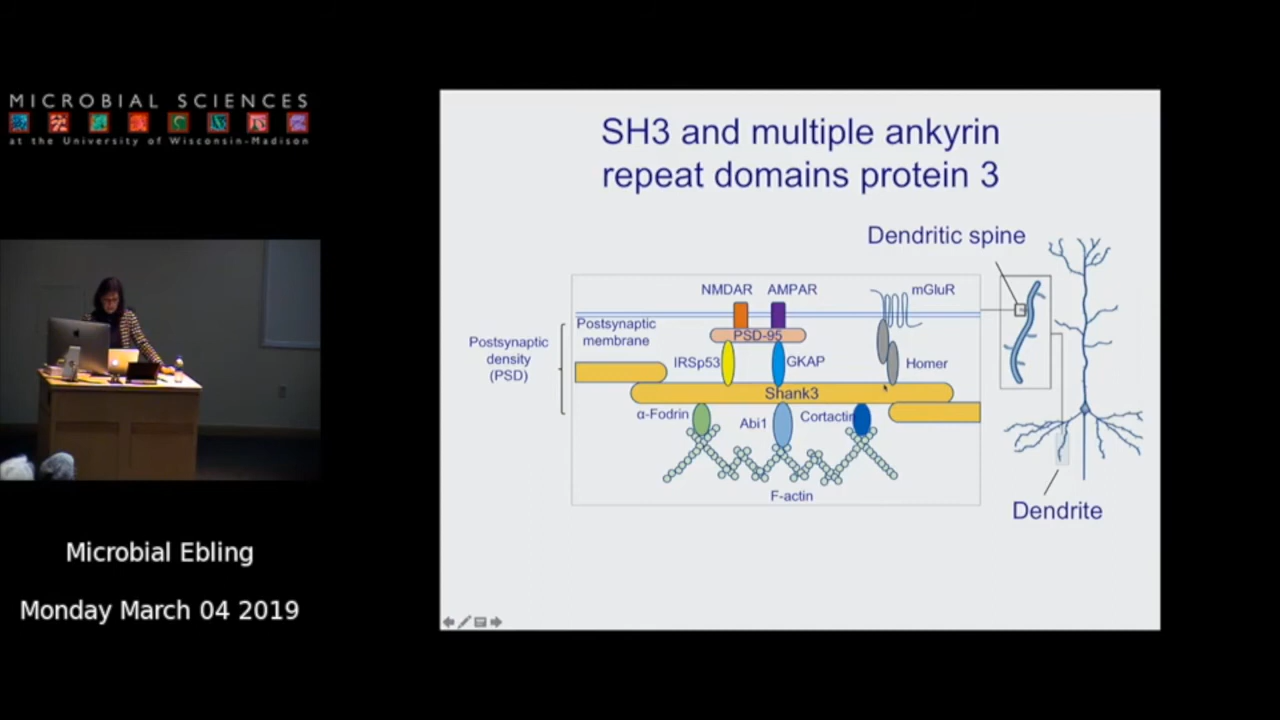 MICROBIAL SCIENCES
at the University of Wisconsin-Madison
Microbial Ebling
Monday March 04 2019
SH3 and multiple ankyrin
repeat domains protein 3
Dendritic spine
NMDAR
AMPAR
mGluR
Postsynaptic
membrane
PSD-95
Postsynaptic
density
(PSD)
IRSp53
GKAP
Homer
Shank3
α-Fodrin
Abi1
Cortactin
F-actin
Dendrite